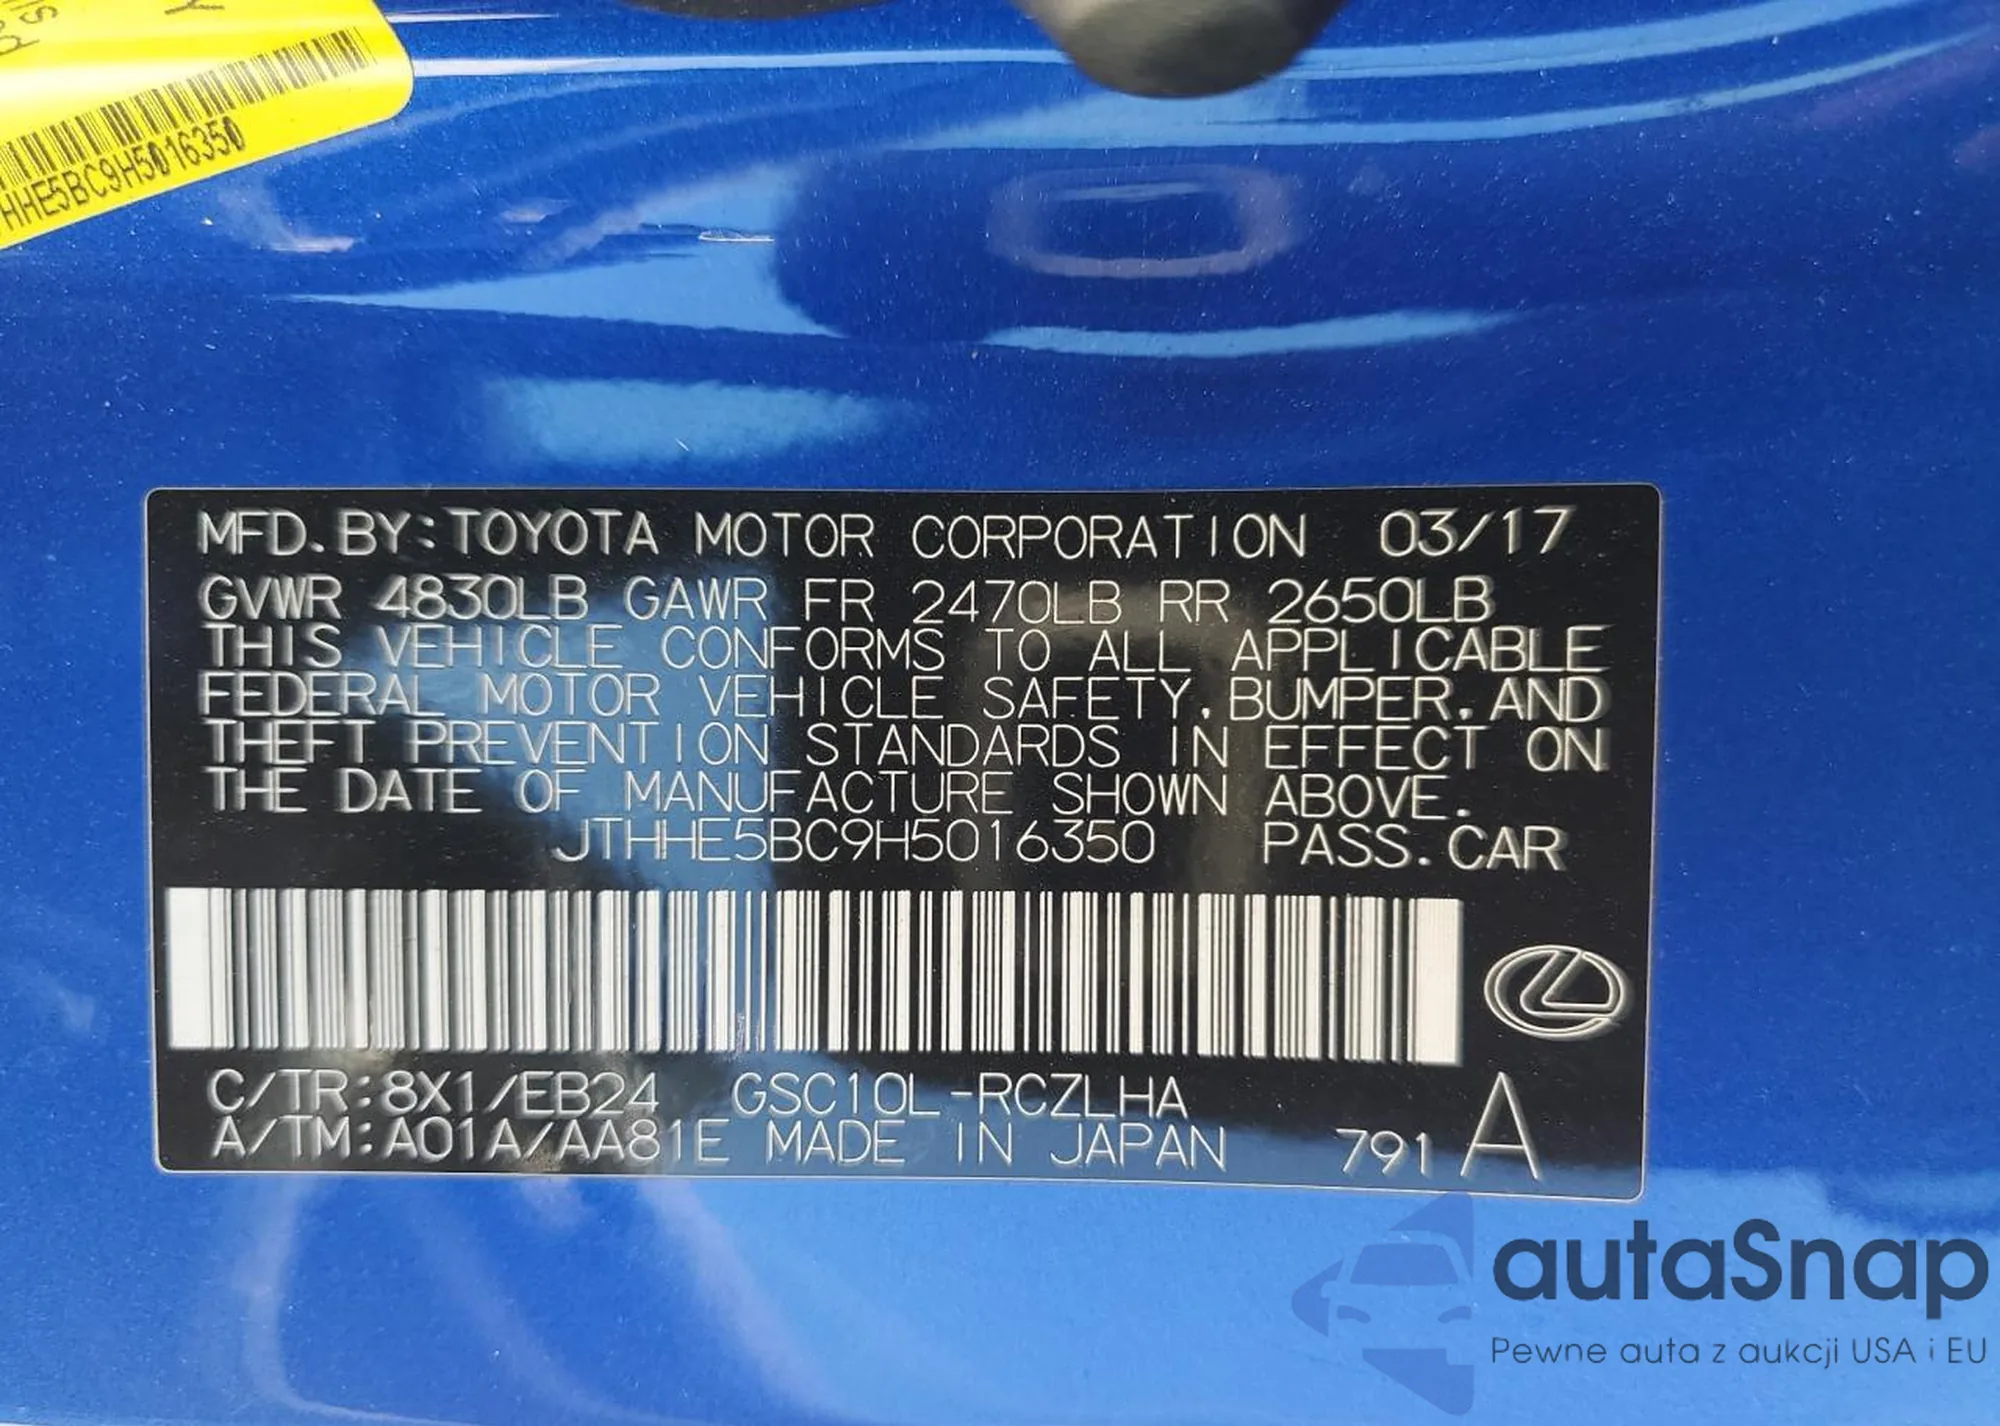 HHE5BC9H5016350
MFD. BY: TOYOTA MOTOR CORPORATION 03/17
GVWR 4830LB GAWR FR 2470LB RR 2650LB
THIS VEHICLE CONFORMS TO ALL APPLICABLE
FEDERAL MOTOR VEHICLE SAFETY, BUMPER, AND
THEFT PREVENTION STANDARDS IN EFFECT ON
THE DATE OF MANUFACTURE SHOWN ABOVE.
JTHHE5BC9H5016350 PASS. CAR
C/TR: 8X1/EB24 GSC10L-RCZLHA
A/TM: A01A/AA81E MADE IN JAPAN 791 A
autaSnap
Pewne auta z aukcji USA i EU